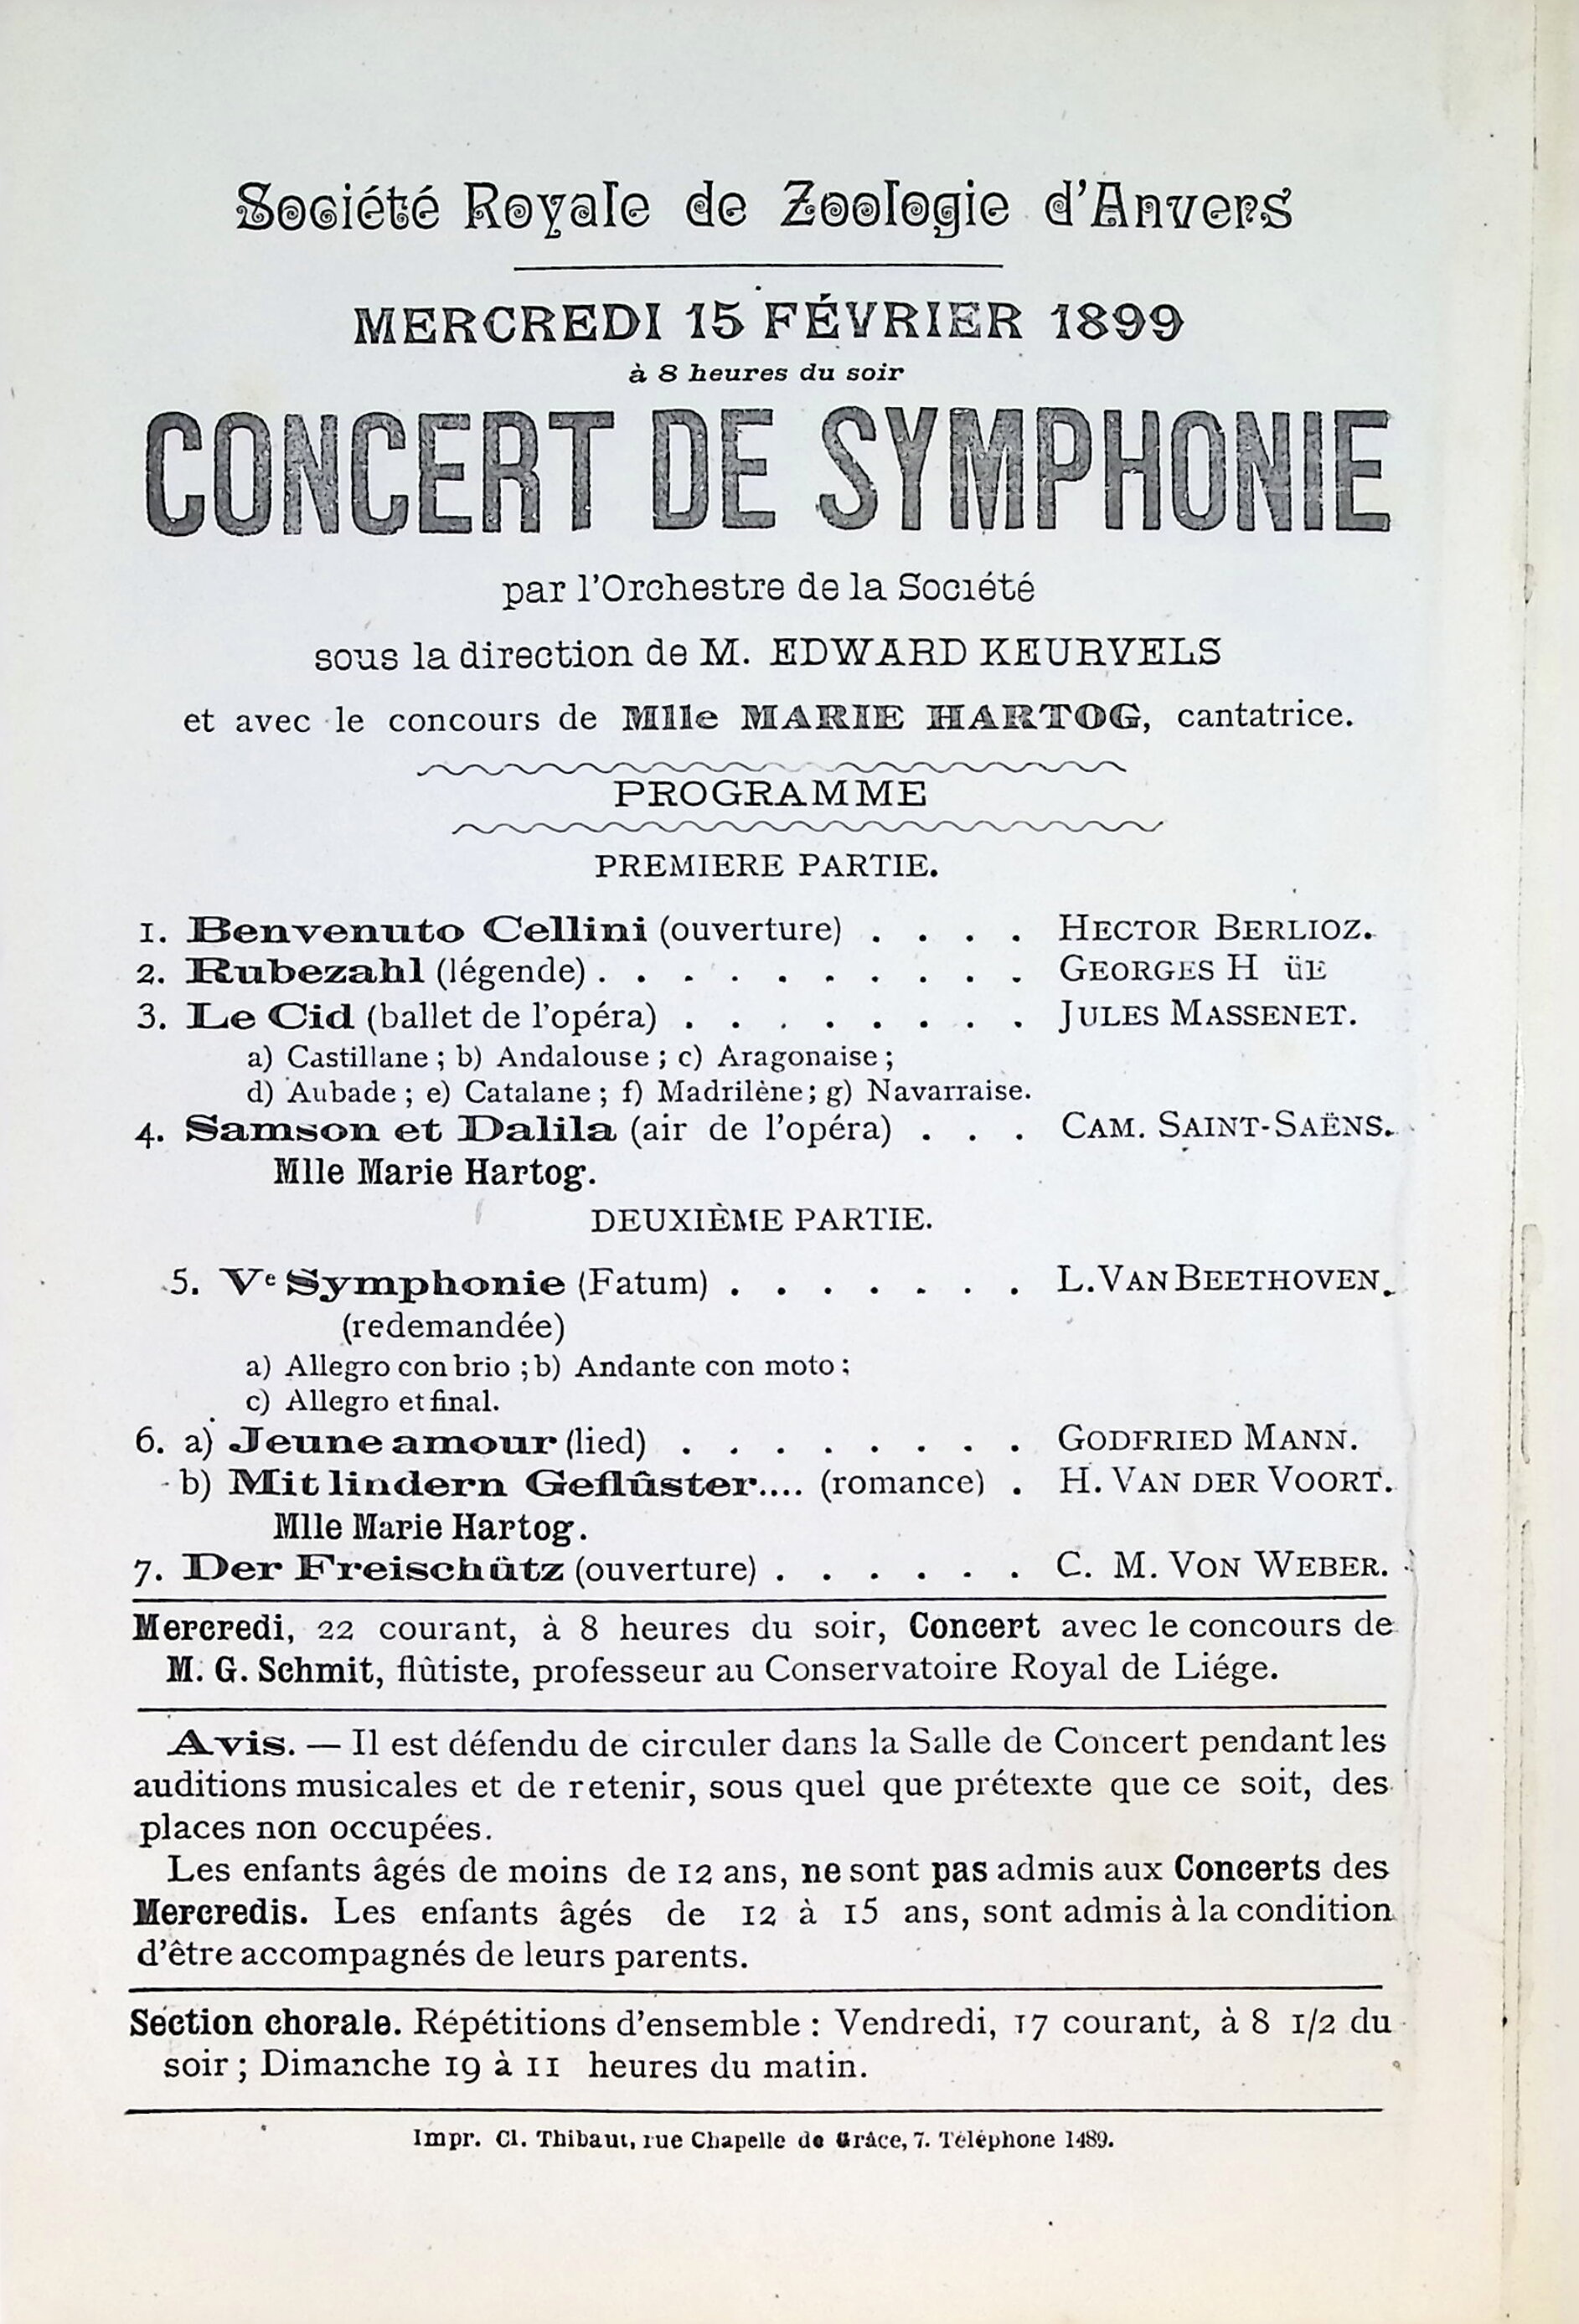 Société Royale de Zoologie d'Anvers
MERCREDI 15 FÉVRIER 1899
à 8 heures du soir
CONCERT DE SYMPHONIE
par l'Orchestre de la Société
sous la direction de M. EDWARD KEURVELS
et avec le concours de Mlle MARIE HARTOG, cantatrice.
PROGRAMME
PREMIERE PARTIE.
1. Benvenuto Cellini (ouverture) . . . . HECTOR BERLIOZ.
2. Rubezahl (légende) . . . . . . . . . . GEORGES H üE
3. Le Cid (ballet de l'opéra) . . . . . . . . JULES MASSENET.
a) Castillane ; b) Andalouse ; c) Aragonaise ;
d) Aubade ; e) Catalane ; f) Madrilène ; g) Navarraise.
4. Samson et Dalila (air de l'opéra) . . . CAM. SAINT-SAËNS.
Mlle Marie Hartog.
DEUXIÈME PARTIE.
5. Ve Symphonie (Fatum) . . . . . . . L. VAN BEETHOVEN.
(redemandée)
a) Allegro con brio ; b) Andante con moto ;
c) Allegro et final.
6. a) Jeune amour (lied) . . . . . . . . GODFRIED MANN.
b) Mit lindern Geflûster.... (romance) . H. VAN DER VOORT.
Mlle Marie Hartog.
7. Der Freischûtz (ouverture) . . . . . . C. M. VON WEBER.
Mercredi, 22 courant, à 8 heures du soir, Concert avec le concours de
M. G. Schmit, flûtiste, professeur au Conservatoire Royal de Liége.
Avis. — Il est défendu de circuler dans la Salle de Concert pendant les
auditions musicales et de retenir, sous quel que prétexte que ce soit, des
places non occupées.
Les enfants âgés de moins de 12 ans, ne sont pas admis aux Concerts des
Mercredis. Les enfants âgés de 12 à 15 ans, sont admis à la condition
d'être accompagnés de leurs parents.
Section chorale. Répétitions d'ensemble : Vendredi, 17 courant, à 8 1/2 du
soir ; Dimanche 19 à 11 heures du matin.
Impr. Cl. Thibaut, rue Chapelle de Grâce, 7. Téléphone 1489.